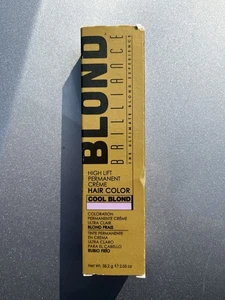 BLOND
BRILLIANCE
THE ULTIMATE BLOND EXPERIENCE
HIGH LIFT
PERMANENT
CRÈME
HAIR COLOR
COOL BLOND
COLORATION
PERMANENTE CRÈME
ULTRA CLAIR
BLOND FRAIS
TINTE PERMANENTE
EN CREMA
ULTRA CLARO
PARA EL CABELLO
RUBIO FRÍO